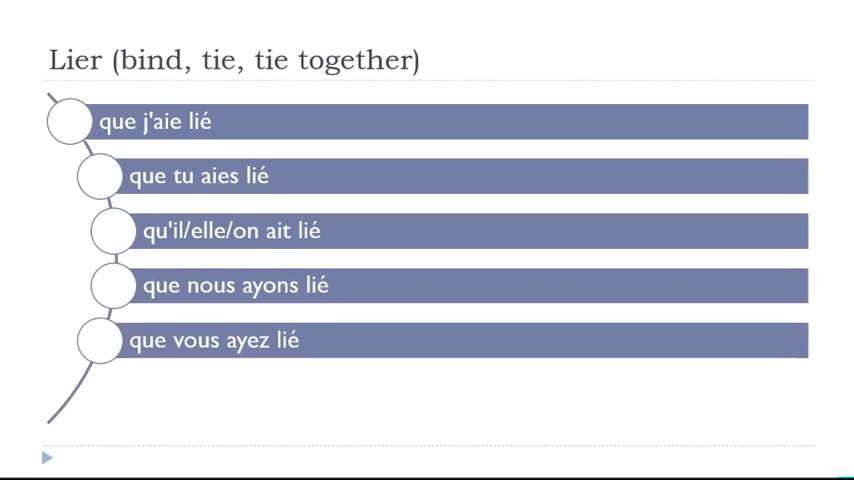 Lier (bind, tie, tie together)
que j'aie lié
que tu aies lié
qu'il/elle/on ait lié
que nous ayons lié
que vous ayez lié